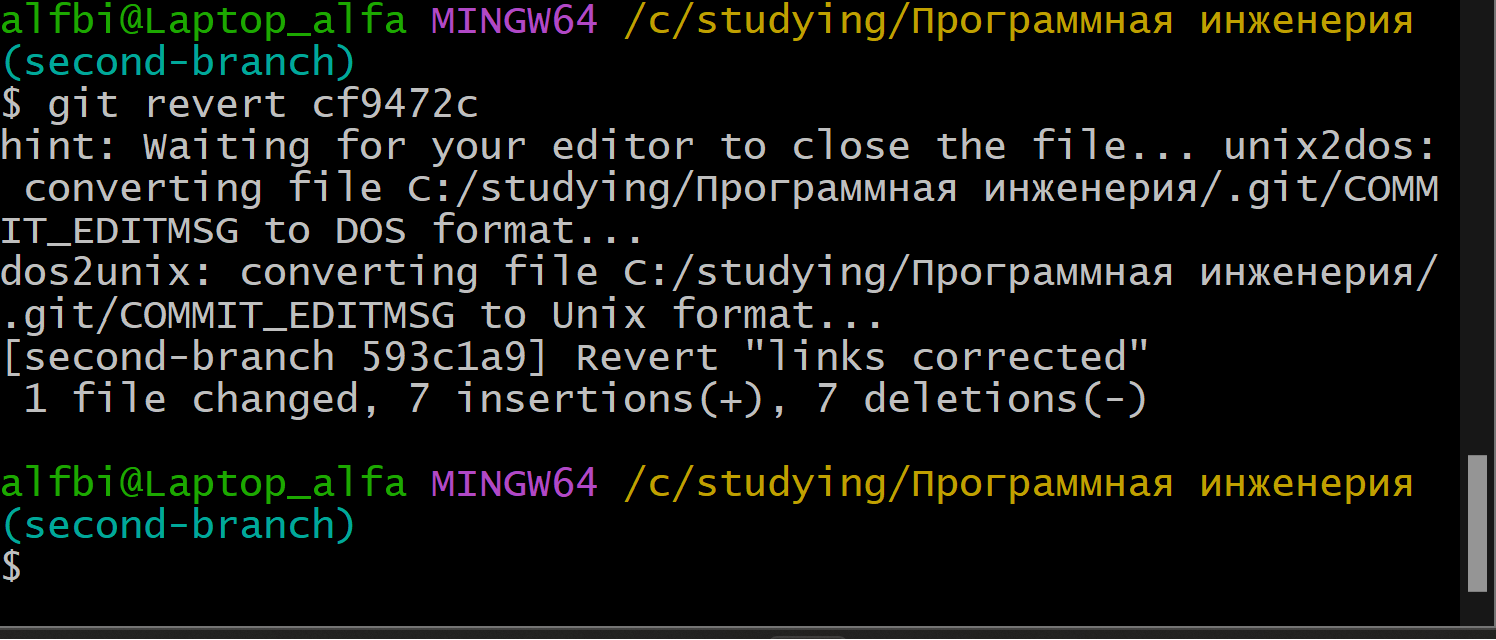 alfbi@Laptop_alfa MINGW64 /c/studying/Программная инженерия
(second-branch)
$ git revert cf9472c
hint: Waiting for your editor to close the file... unix2dos:
 converting file C:/studying/Программная инженерия/.git/COMM
IT_EDITMSG to DOS format...
dos2unix: converting file C:/studying/Программная инженерия/
.git/COMMIT_EDITMSG to Unix format...
[second-branch 593c1a9] Revert "links corrected"
 1 file changed, 7 insertions(+), 7 deletions(-)

alfbi@Laptop_alfa MINGW64 /c/studying/Программная инженерия
(second-branch)
$